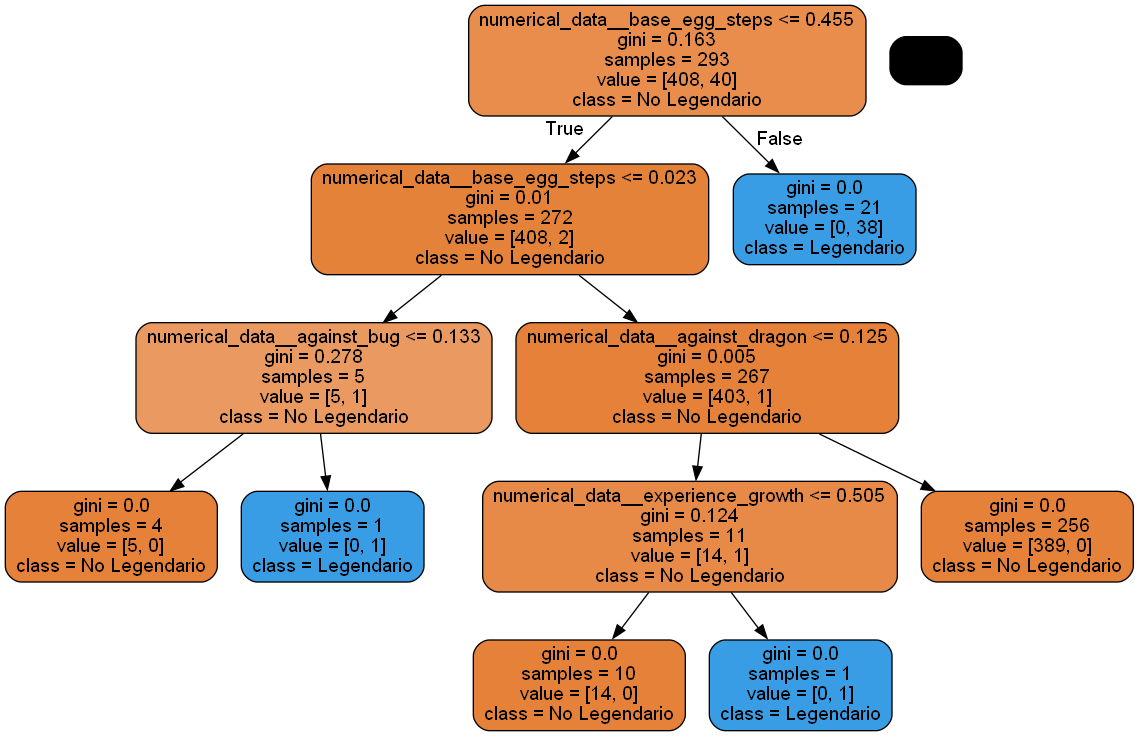 numerical_data__base_egg_steps <= 0.455
gini = 0.163
samples = 293
value = [408, 40]
class = No Legendario
True
False
numerical_data__base_egg_steps <= 0.023
gini = 0.01
samples = 272
value = [408, 2]
class = No Legendario
gini = 0.0
samples = 21
value = [0, 38]
class = Legendario
numerical_data__against_bug <= 0.133
gini = 0.278
samples = 5
value = [5, 1]
class = No Legendario
numerical_data__against_dragon <= 0.125
gini = 0.005
samples = 267
value = [403, 1]
class = No Legendario
gini = 0.0
samples = 4
value = [5, 0]
class = No Legendario
gini = 0.0
samples = 1
value = [0, 1]
class = Legendario
numerical_data__experience_growth <= 0.505
gini = 0.124
samples = 11
value = [14, 1]
class = No Legendario
gini = 0.0
samples = 256
value = [389, 0]
class = No Legendario
gini = 0.0
samples = 10
value = [14, 0]
class = No Legendario
gini = 0.0
samples = 1
value = [0, 1]
class = Legendario